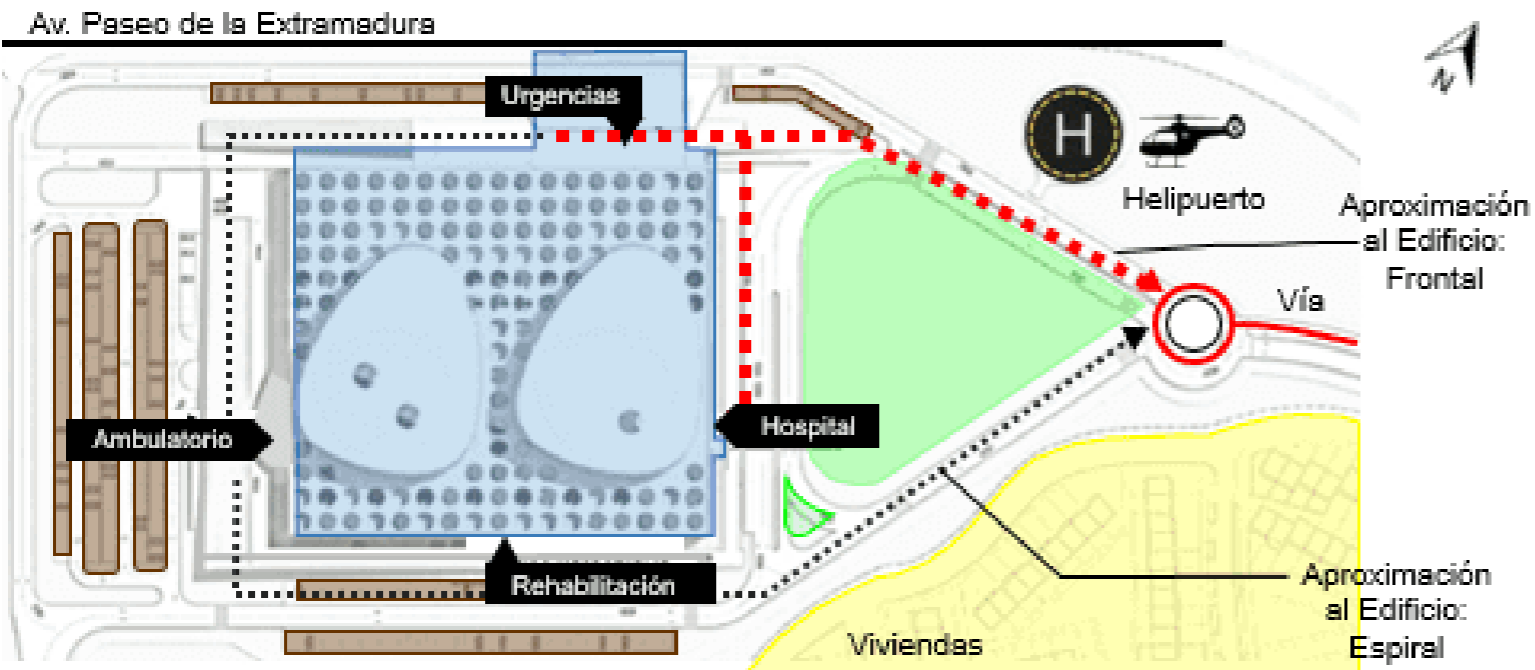 Av. Paseo de la Extramadura
N
Urgencias
H
Helipuerto
Aproximación
al Edificio:
Frontal
Vía
Ambulatorio
Hospital
Rehabilitación
Aproximación
al Edificio:
Espiral
Viviendas